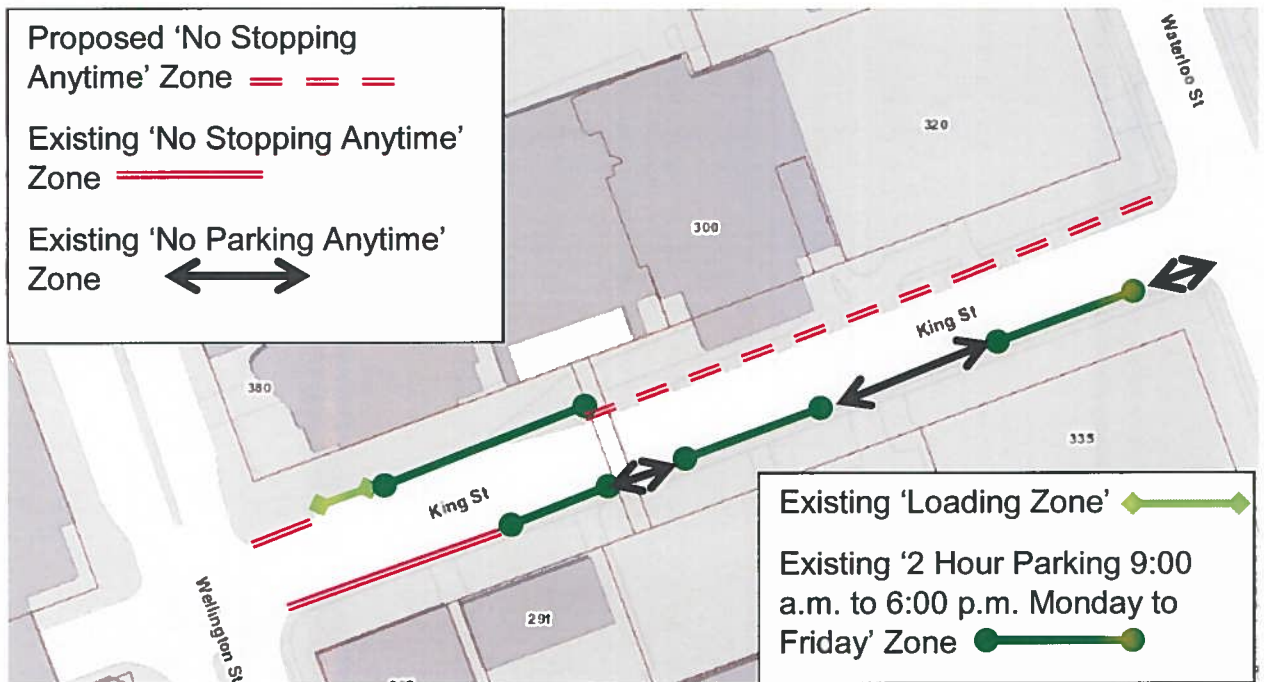 Proposed 'No Stopping
Anytime' Zone
Existing 'No Stopping Anytime'
Zone
Existing 'No Parking Anytime'
Zone
Waterloo St
320
300
King St
380
335
King St
Wellington St
291
Existing 'Loading Zone'
Existing '2 Hour Parking 9:00
a.m. to 6:00 p.m. Monday to
Friday' Zone